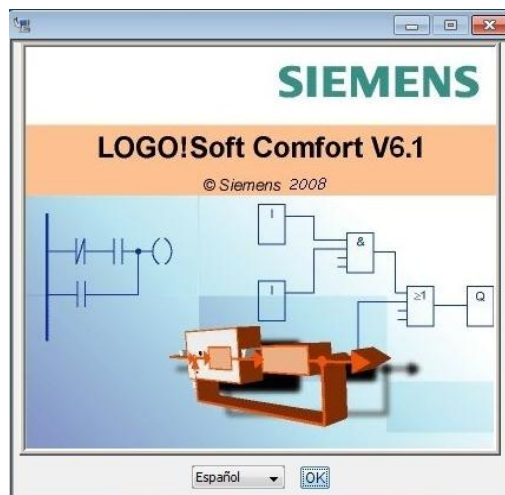 SIEMENS
LOGO!Soft Comfort V6.1
© Siemens 2008
I
&
I
≥1
Q
Español
OK